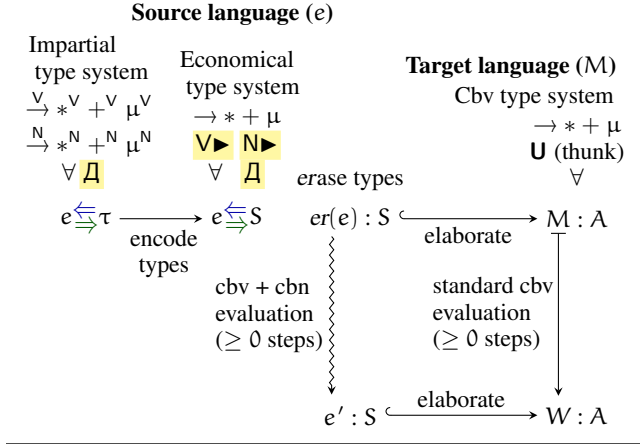 Source language (e)
Impartial type system
Economical type system
Target language (M)
Cbv type system
→ᵛ *ⱽ +ⱽ μⱽ
→ᴺ *ᴺ +ᴺ μᴺ
∀ Д
→ * + μ
V▶ N▶
∀ Д
→ * + μ
U (thunk)
∀
erase types
e ⇐⇒ τ
encode types
e ⇐⇒ S
er(e) : S
elaborate
M : A
cbv + cbn
evaluation
(≥ 0 steps)
standard cbv
evaluation
(≥ 0 steps)
e′ : S
elaborate
W : A